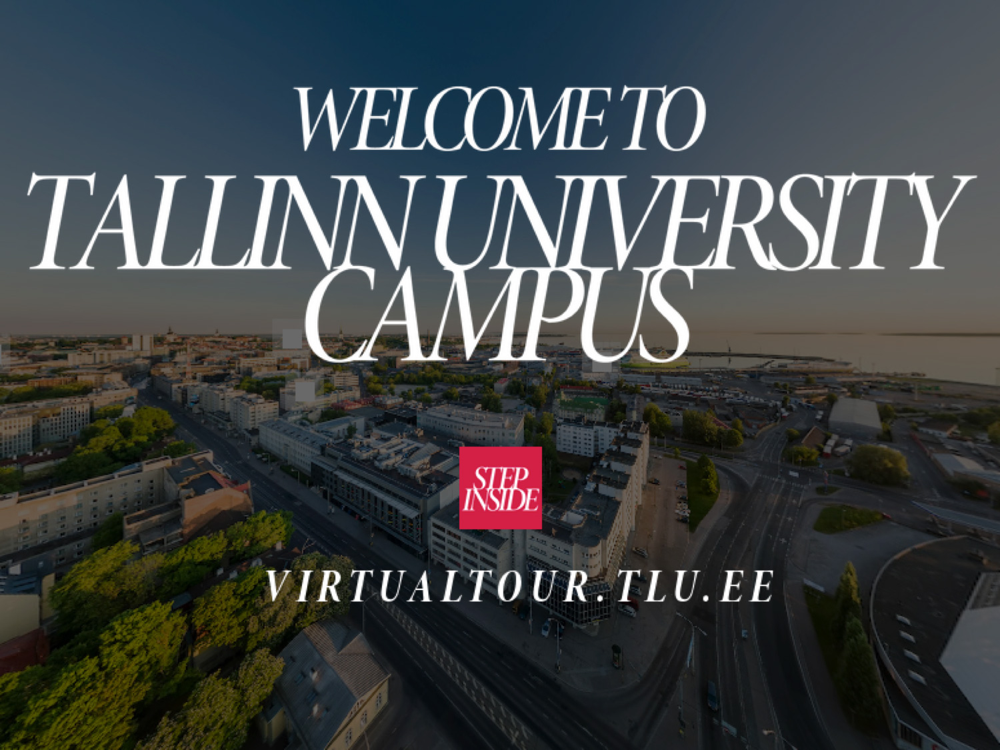 WELCOME TO
TALLINN UNIVERSITY
CAMPUS
STEP
INSIDE
VIRTUALTOUR.TLU.EE